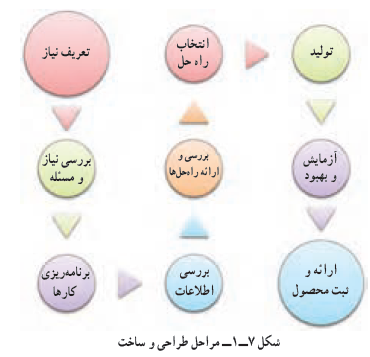 تعریف نیاز
بررسی نیاز
و مسئله
برنامه‌ریزی
کارها
بررسی
اطلاعات
بررسی و
ارائه راه‌حل‌ها
انتخاب
راه حل
تولید
آزمایش
و بهبود
ارائه و
ثبت محصول
شکل ۷ــ۱ــ مراحل طراحی و ساخت